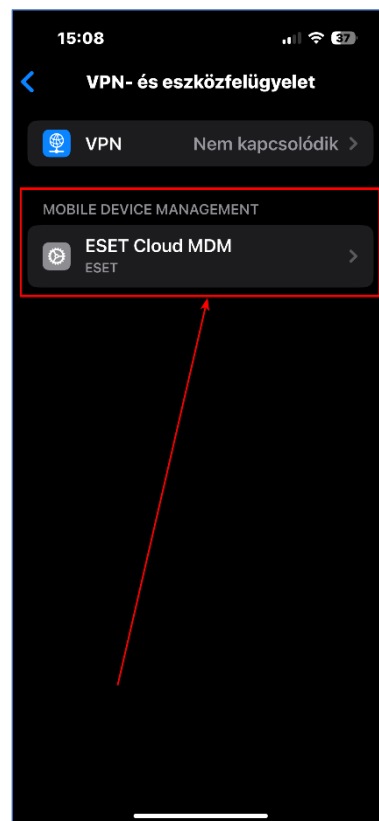 15:08
37
VPN- és eszközfelügyelet
VPN Nem kapcsolódik
MOBILE DEVICE MANAGEMENT
ESET Cloud MDM
ESET